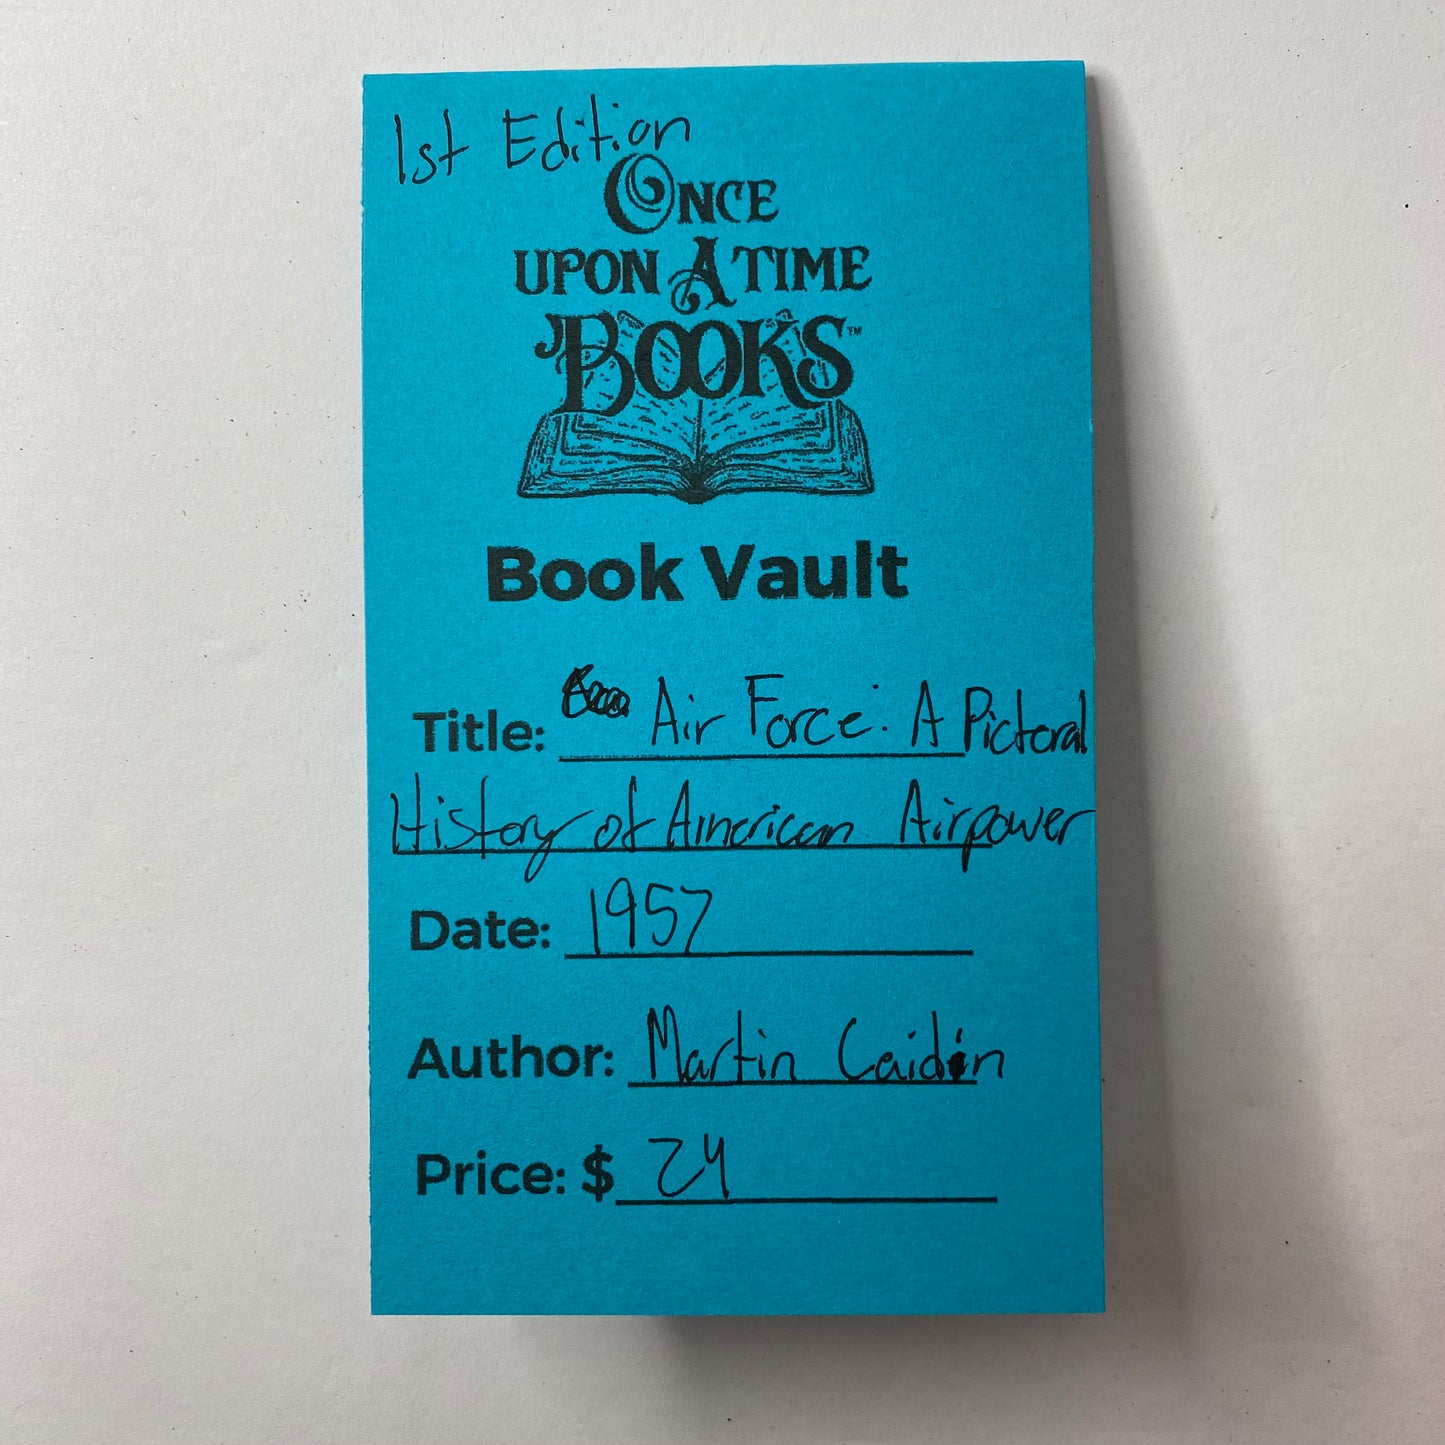 1st Edition
ONCE
UPON A TIME
BOOKS™
Book Vault
Title: Air Force: A Pictoral
History of American Airpower
Date: 1957
Author: Martin Caidin
Price: $ 24